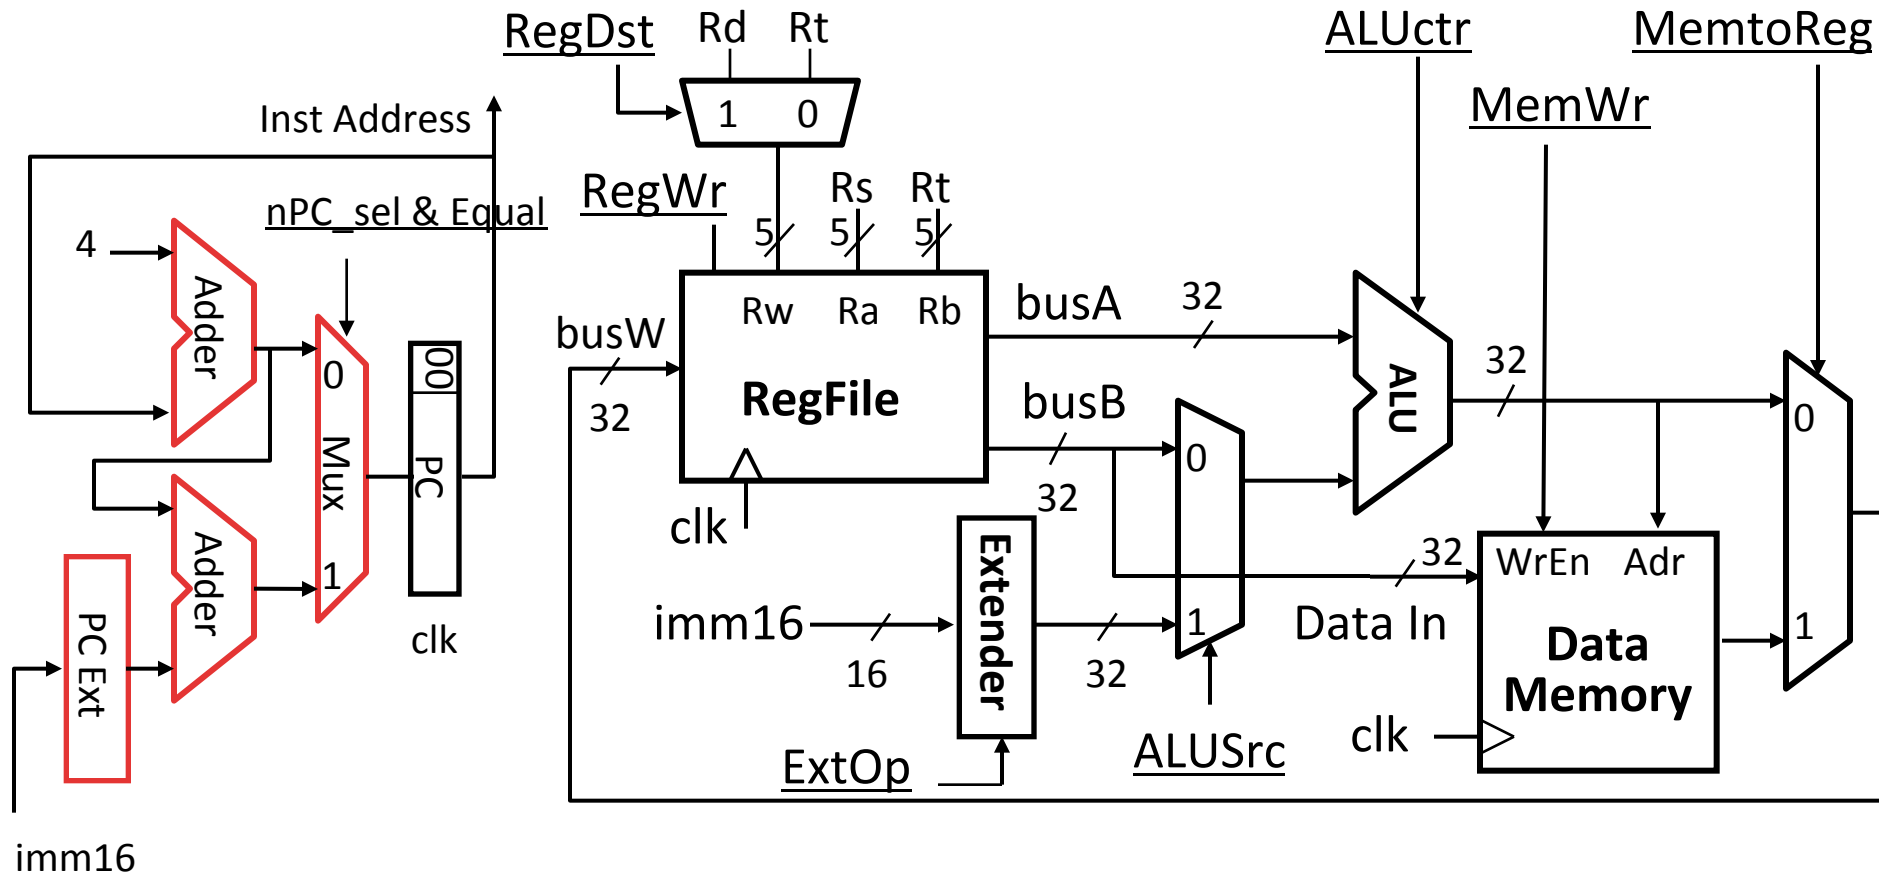 RegDst
Rd
Rt
ALUctr
MemtoReg
1
0
MemWr
Inst Address
RegWr
Rs
Rt
nPC_sel & Equal
5
5
5
4
Adder
0
Mux
1
00
PC
clk
Adder
PC Ext
imm16
busW
32
Rw
Ra
Rb
RegFile
clk
busA
32
busB
32
0
1
ALU
32
imm16
16
Extender
32
ExtOp
ALUSrc
32
Data In
WrEn
Adr
Data
Memory
clk
0
1